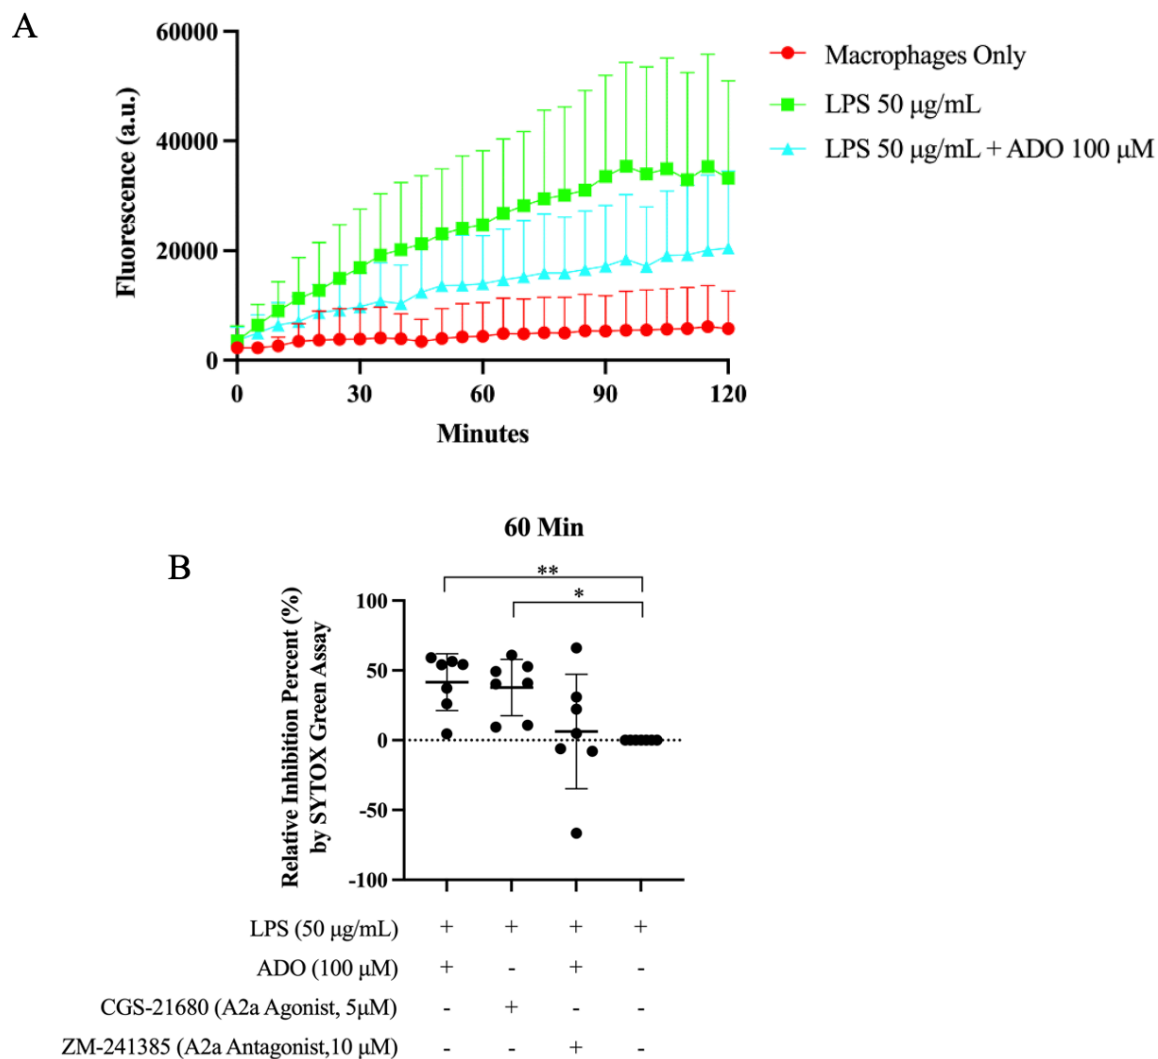 A
60000
40000
20000
0
Fluorescence (a.u.)
0 30 60 90 120
Minutes
Macrophages Only
LPS 50 μg/mL
LPS 50 μg/mL + ADO 100 μM
B
60 Min
**
*
100
50
0
-50
-100
Relative Inhibition Percent (%)
by SYTOX Green Assay
LPS (50 μg/mL) + + + +
ADO (100 μM) + - + -
CGS-21680 (A2a Agonist, 5μM) - + - -
ZM-241385 (A2a Antagonist,10 μM) - - + -